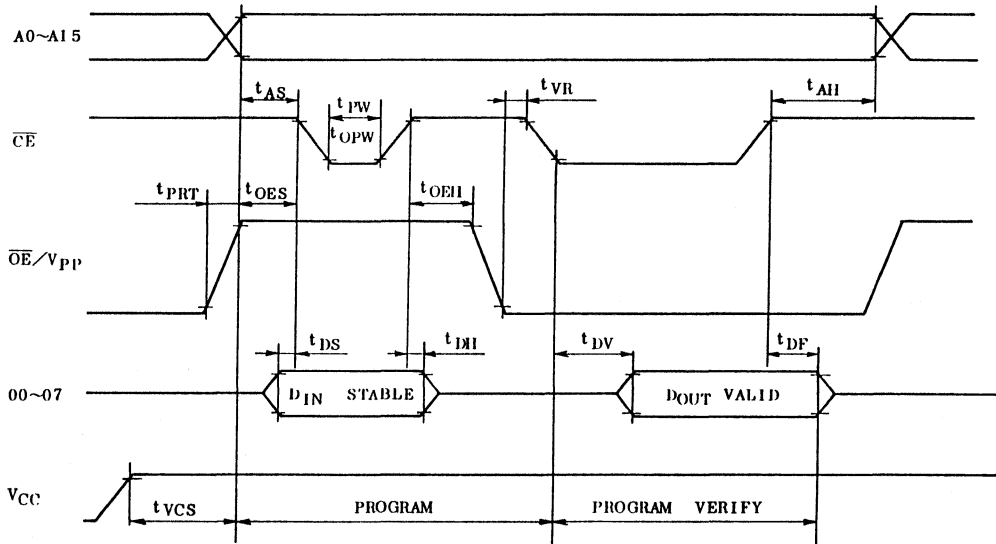 A0~A15
tAS
tPW
tVR
tAH
CE
tOPW
tPRT
tOES
tOEH
OE/VPP
tDS
tDH
tDV
tDF
00~07
DIN STABLE
DOUT VALID
VCC
tVCS
PROGRAM
PROGRAM VERIFY